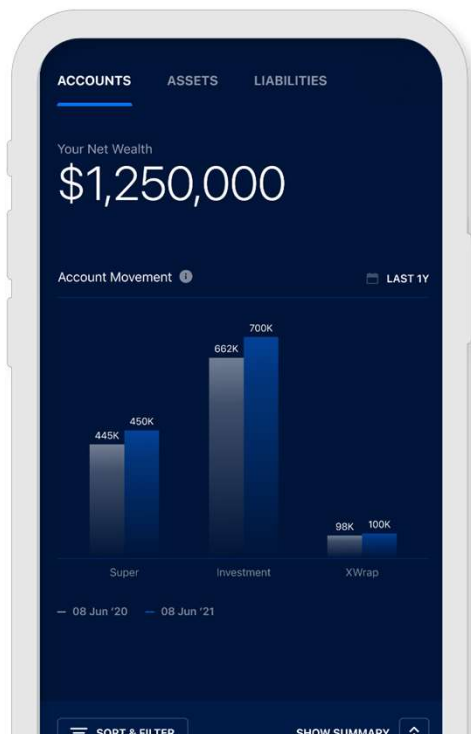 ACCOUNTS ASSETS LIABILITIES
Your Net Wealth
$1,250,000
Account Movement
LAST 1Y
700K
662K
450K
445K
98K 100K
Super Investment XWrap
08 Jun '20 08 Jun '21
SORT & FILTER SHOW SUMMARY